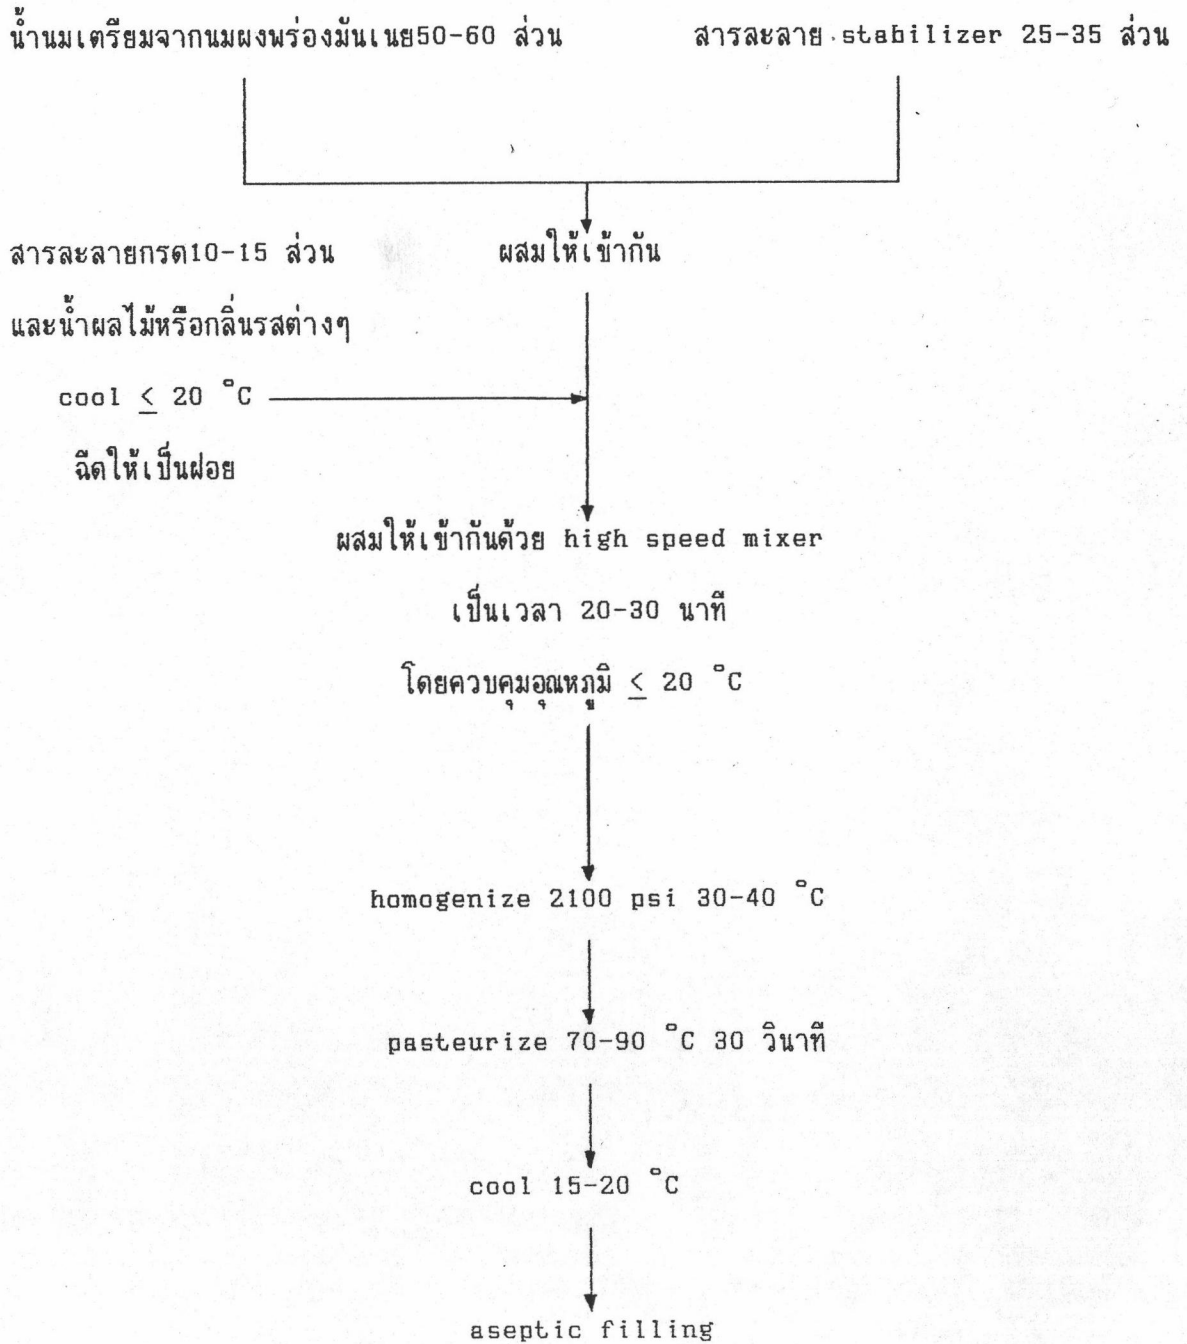 น้ำนมเตรียมจากนมผงพร่องมันเนย50-60 ส่วน
สารละลาย stabilizer 25-35 ส่วน
สารละลายกรด10-15 ส่วน
ผสมให้เข้ากัน
และน้ำผลไม้หรือกลิ่นรสต่างๆ
cool ≤ 20 °C
ฉีดให้เป็นฝอย
ผสมให้เข้ากันด้วย high speed mixer
เป็นเวลา 20-30 นาที
โดยควบคุมอุณหภูมิ ≤ 20 °C
homogenize 2100 psi 30-40 °C
pasteurize 70-90 °C 30 วินาที
cool 15-20 °C
aseptic filling